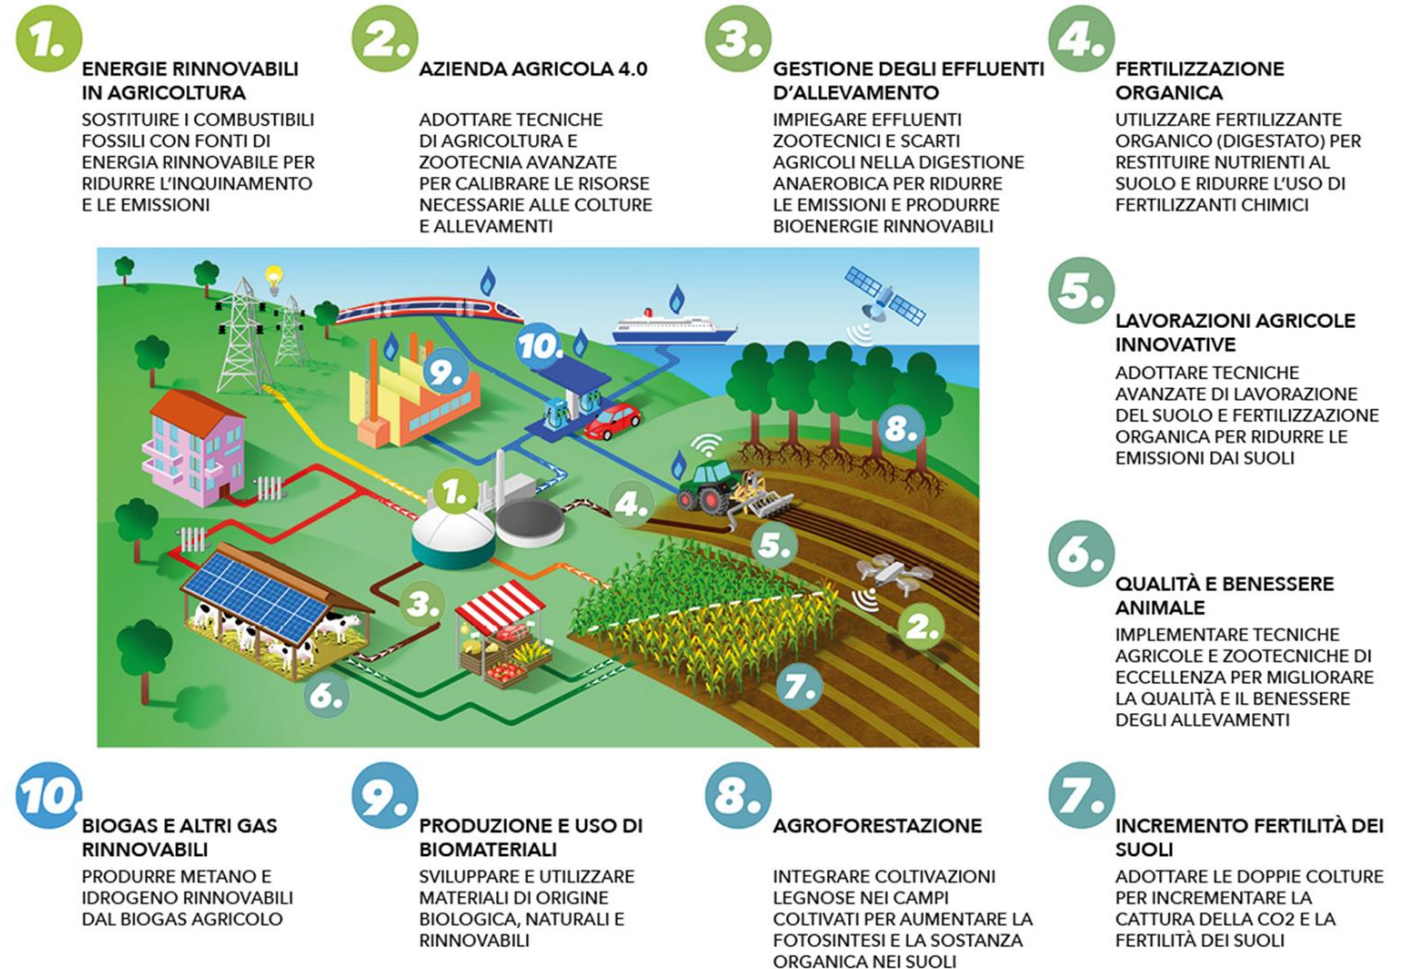 1.
ENERGIE RINNOVABILI
IN AGRICOLTURA
SOSTITUIRE I COMBUSTIBILI
FOSSILI CON FONTI DI
ENERGIA RINNOVABILE PER
RIDURRE L'INQUINAMENTO
E LE EMISSIONI
2.
AZIENDA AGRICOLA 4.0
ADOTTARE TECNICHE
DI AGRICOLTURA E
ZOOTECNIA AVANZATE
PER CALIBRARE LE RISORSE
NECESSARIE ALLE COLTURE
E ALLEVAMENTI
3.
GESTIONE DEGLI EFFLUENTI
D'ALLEVAMENTO
IMPIEGARE EFFLUENTI
ZOOTECNICI E SCARTI
AGRICOLI NELLA DIGESTIONE
ANAEROBICA PER RIDURRE
LE EMISSIONI E PRODURRE
BIOENERGIE RINNOVABILI
4.
FERTILIZZAZIONE
ORGANICA
UTILIZZARE FERTILIZZANTE
ORGANICO (DIGESTATO) PER
RESTITUIRE NUTRIENTI AL
SUOLO E RIDURRE L'USO DI
FERTILIZZANTI CHIMICI
5.
LAVORAZIONI AGRICOLE
INNOVATIVE
ADOTTARE TECNICHE
AVANZATE DI LAVORAZIONE
DEL SUOLO E FERTILIZZAZIONE
ORGANICA PER RIDURRE LE
EMISSIONI DAI SUOLI
6.
QUALITÀ E BENESSERE
ANIMALE
IMPLEMENTARE TECNICHE
AGRICOLE E ZOOTECNICHE DI
ECCELLENZA PER MIGLIORARE
LA QUALITÀ E IL BENESSERE
DEGLI ALLEVAMENTI
10.
9.
8.
1.
4.
5.
3.
2.
7.
6.
10.
BIOGAS E ALTRI GAS
RINNOVABILI
PRODURRE METANO E
IDROGENO RINNOVABILI
DAL BIOGAS AGRICOLO
9.
PRODUZIONE E USO DI
BIOMATERIALI
SVILUPPARE E UTILIZZARE
MATERIALI DI ORIGINE
BIOLOGICA, NATURALI E
RINNOVABILI
8.
AGROFORESTAZIONE
INTEGRARE COLTIVAZIONI
LEGNOSE NEI CAMPI
COLTIVATI PER AUMENTARE LA
FOTOSINTESI E LA SOSTANZA
ORGANICA NEI SUOLI
7.
INCREMENTO FERTILITÀ DEI
SUOLI
ADOTTARE LE DOPPIE COLTURE
PER INCREMENTARE LA
CATTURA DELLA CO2 E LA
FERTILITÀ DEI SUOLI